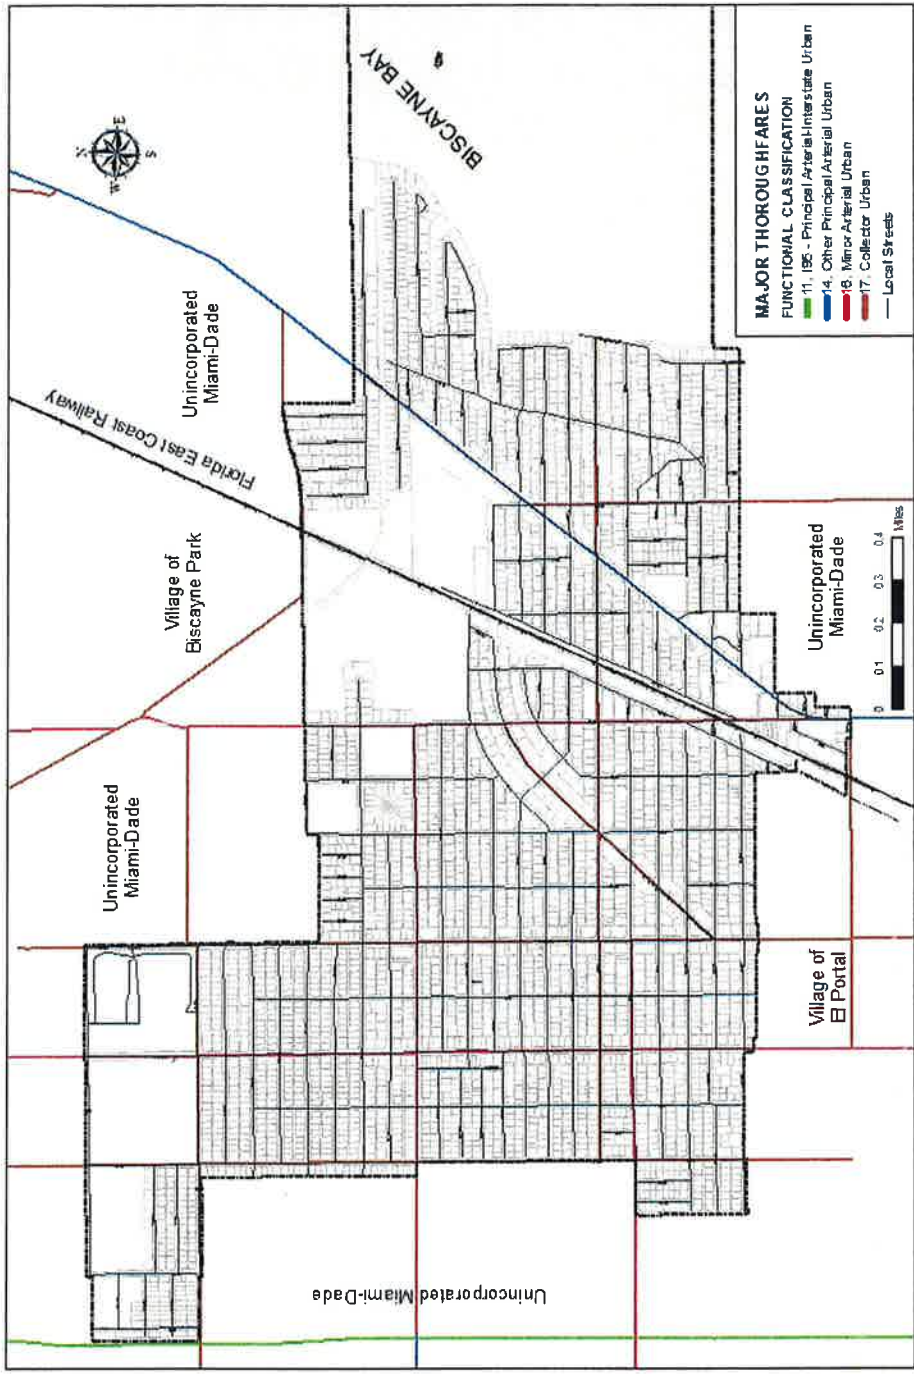 N
E
S
W
BISCAYNE BAY
Florida East Coast Railway
Unincorporated
Miami-Dade
Village of
Biscayne Park
Unincorporated
Miami-Dade
Unincorporated Miami-Dade
Village of
El Portal
Unincorporated
Miami-Dade
0 0.1 0.2 0.3 0.4
Miles
MAJOR THOROUGHFARES
FUNCTIONAL CLASSIFICATION
11, I95 - Principal Arterial-Interstate Urban
14, Other Principal Arterial Urban
16, Minor Arterial Urban
17, Collector Urban
Local Streets